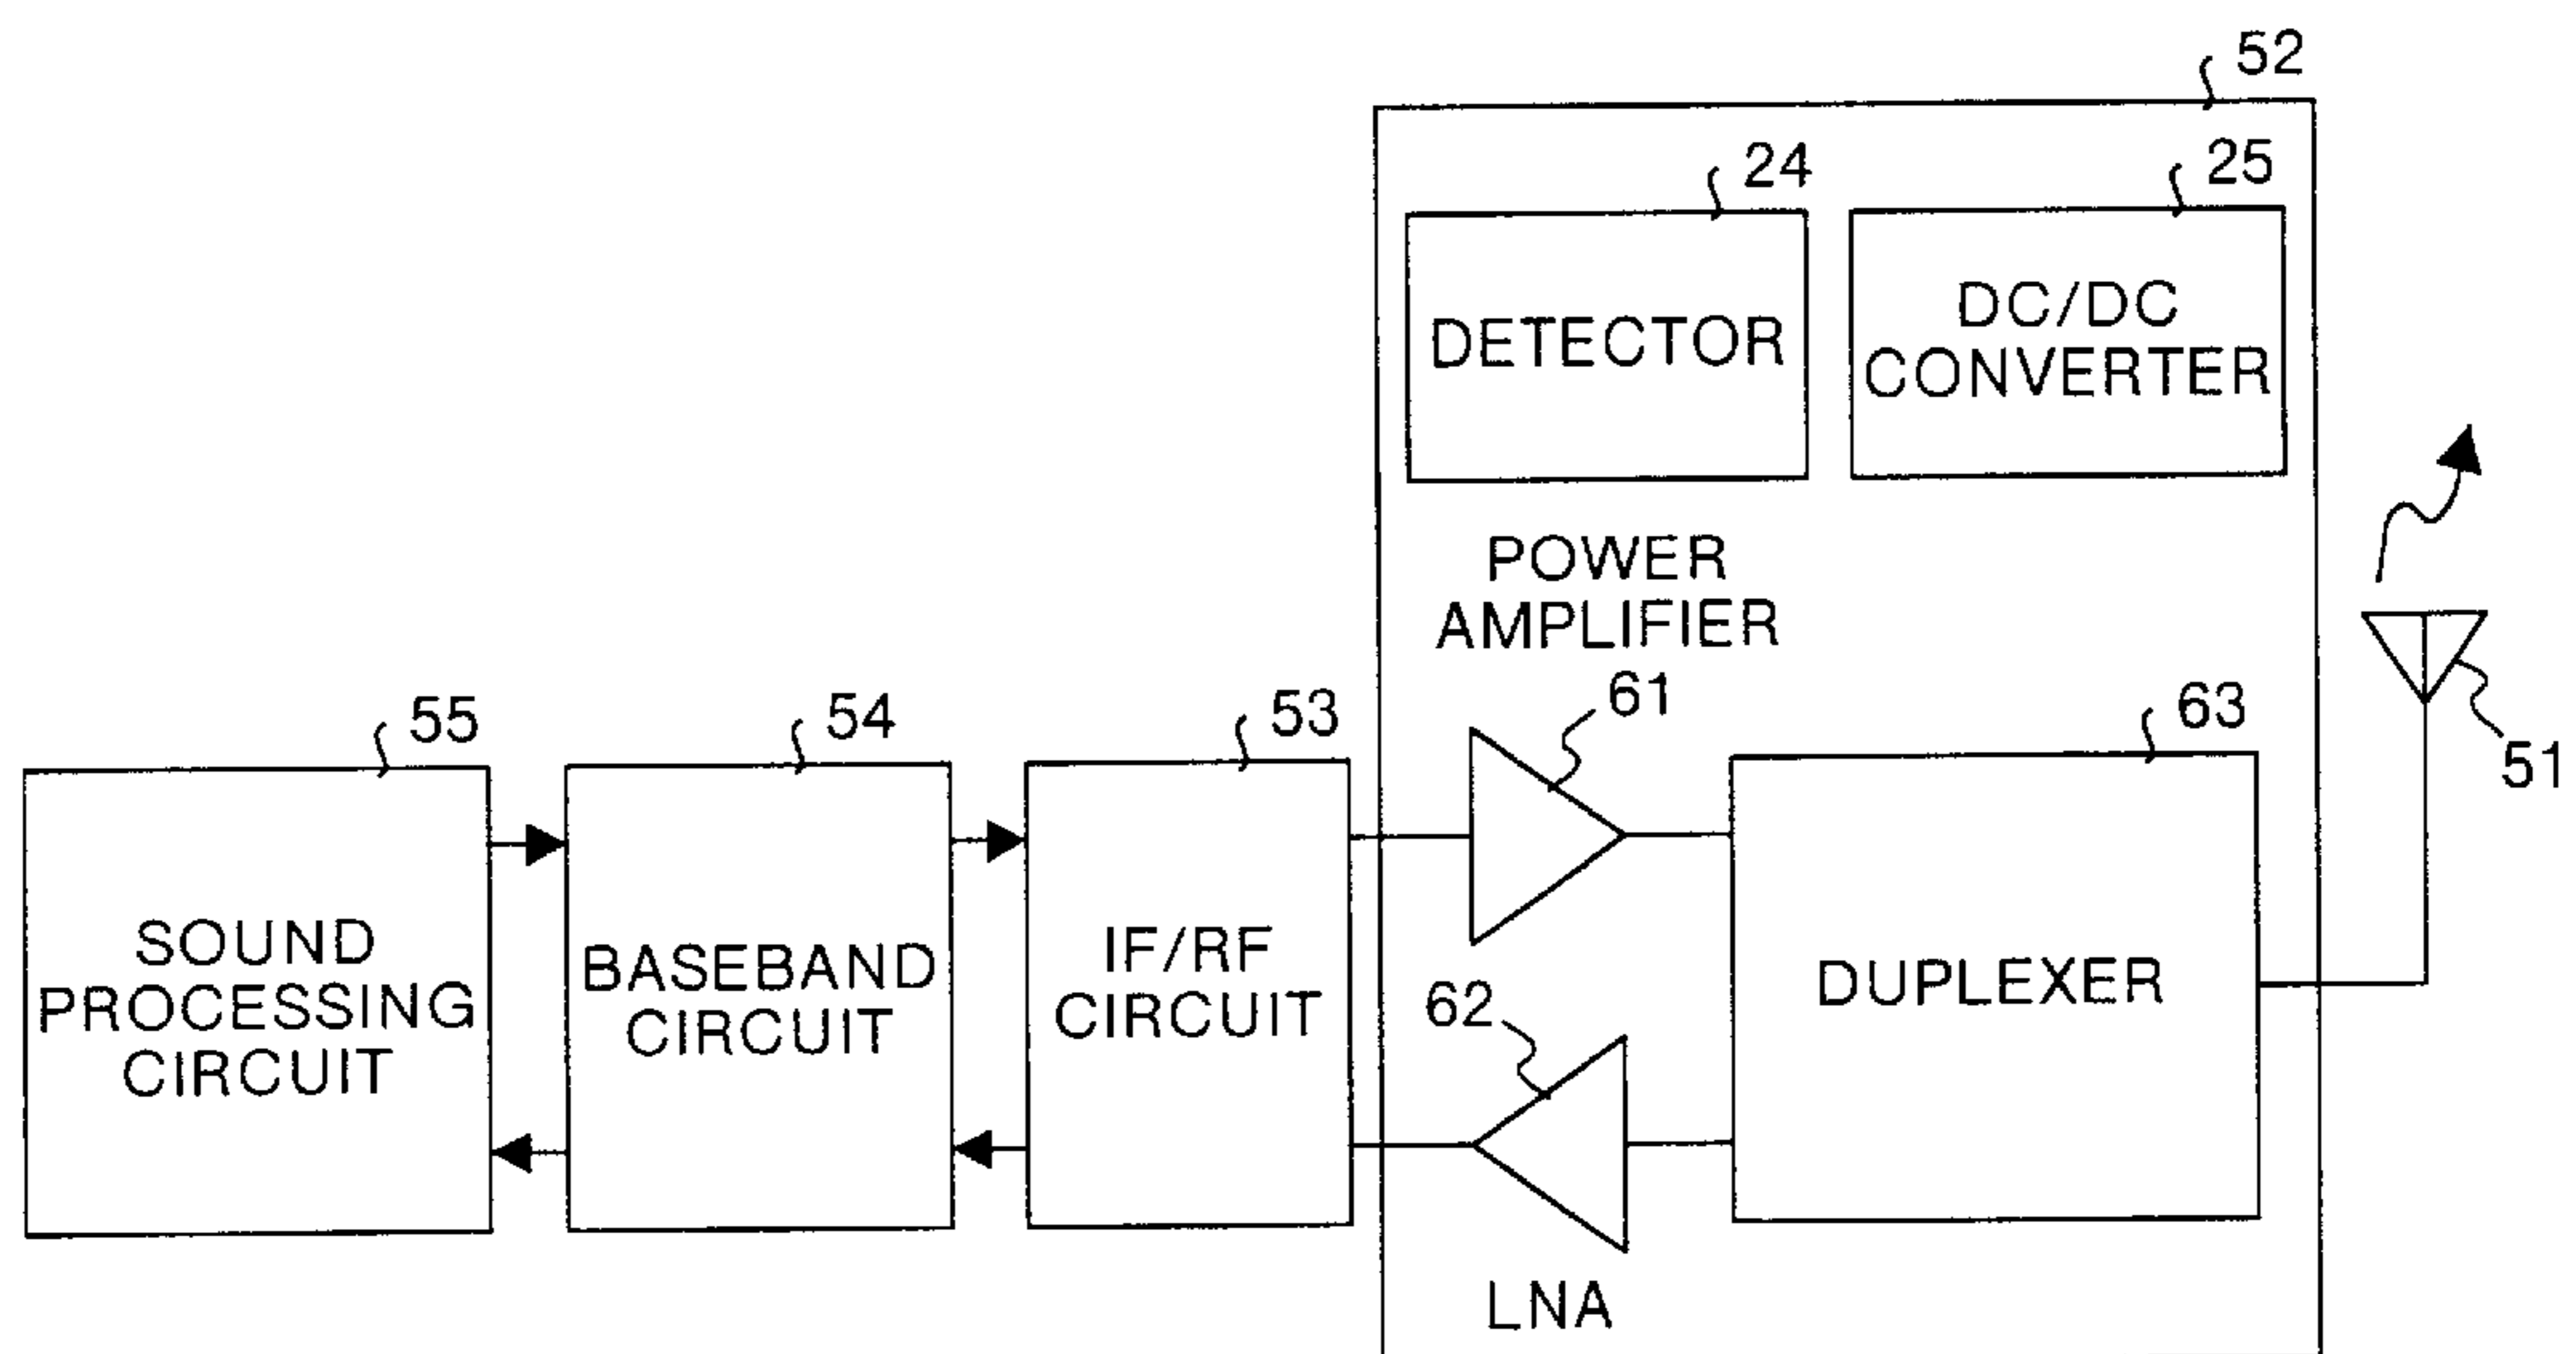 52
24
25
DETECTOR
DC/DC
CONVERTER
POWER
AMPLIFIER
61
63
51
55
54
53
SOUND
PROCESSING
CIRCUIT
BASEBAND
CIRCUIT
IF/RF
CIRCUIT
62
DUPLEXER
LNA